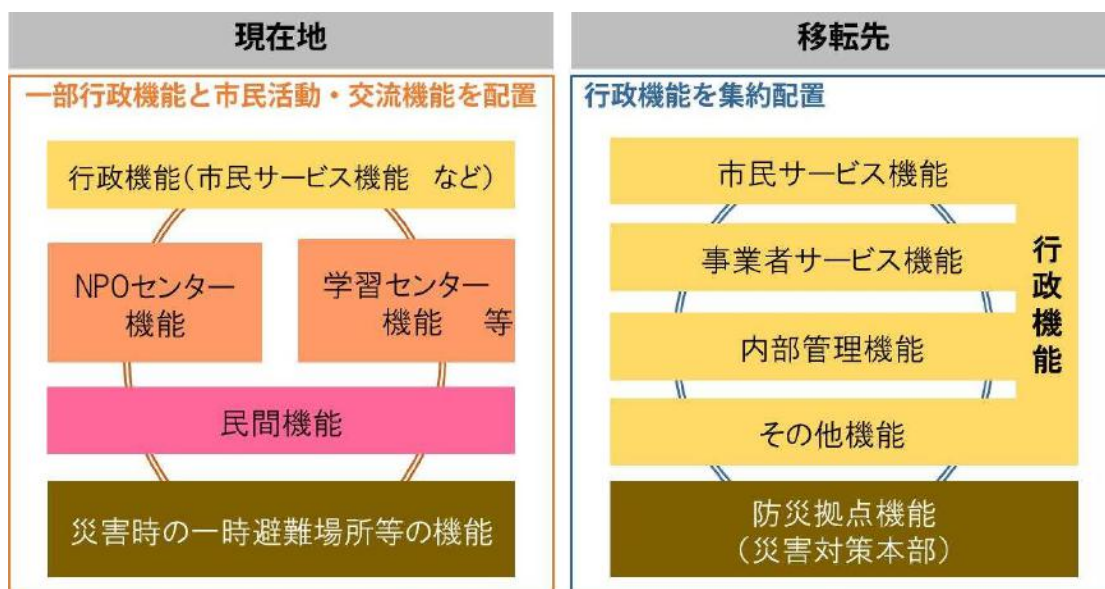 現在地
一部行政機能と市民活動・交流機能を配置
行政機能(市民サービス機能 など)
NPOセンター
機能
学習センター
機能 等
民間機能
災害時の一時避難場所等の機能
移転先
行政機能を集約配置
市民サービス機能
事業者サービス機能
内部管理機能
その他機能
行政機能
防災拠点機能
(災害対策本部)